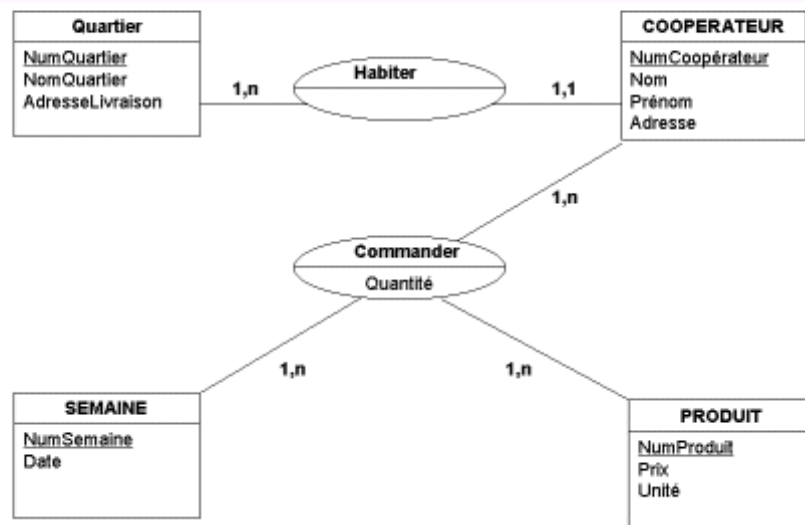 Quartier
NumQuartier
NomQuartier
AdresseLivraison
1,n
Habiter
1,1
COOPERATEUR
NumCoopérateur
Nom
Prénom
Adresse
1,n
Commander
Quantité
1,n
1,n
SEMAINE
NumSemaine
Date
PRODUIT
NumProduit
Prix
Unité